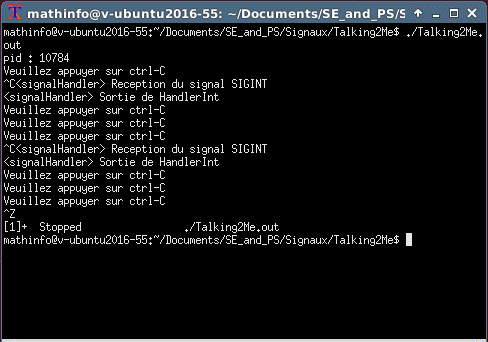 mathinfo@v-ubuntu2016-55: ~/Documents/SE_and_PS/S
mathinfo@v-ubuntu2016-55:~/Documents/SE_and_PS/Signaux/Talking2Me$ ./Talking2Me.
out
pid : 10784
Veuillez appuyer sur ctrl-C
^C<signalHandler> Reception du signal SIGINT
<signalHandler> Sortie de HandlerInt
Veuillez appuyer sur ctrl-C
Veuillez appuyer sur ctrl-C
Veuillez appuyer sur ctrl-C
^C<signalHandler> Reception du signal SIGINT
<signalHandler> Sortie de HandlerInt
Veuillez appuyer sur ctrl-C
Veuillez appuyer sur ctrl-C
Veuillez appuyer sur ctrl-C
^Z
[1]+  Stopped                 ./Talking2Me.out
mathinfo@v-ubuntu2016-55:~/Documents/SE_and_PS/Signaux/Talking2Me$